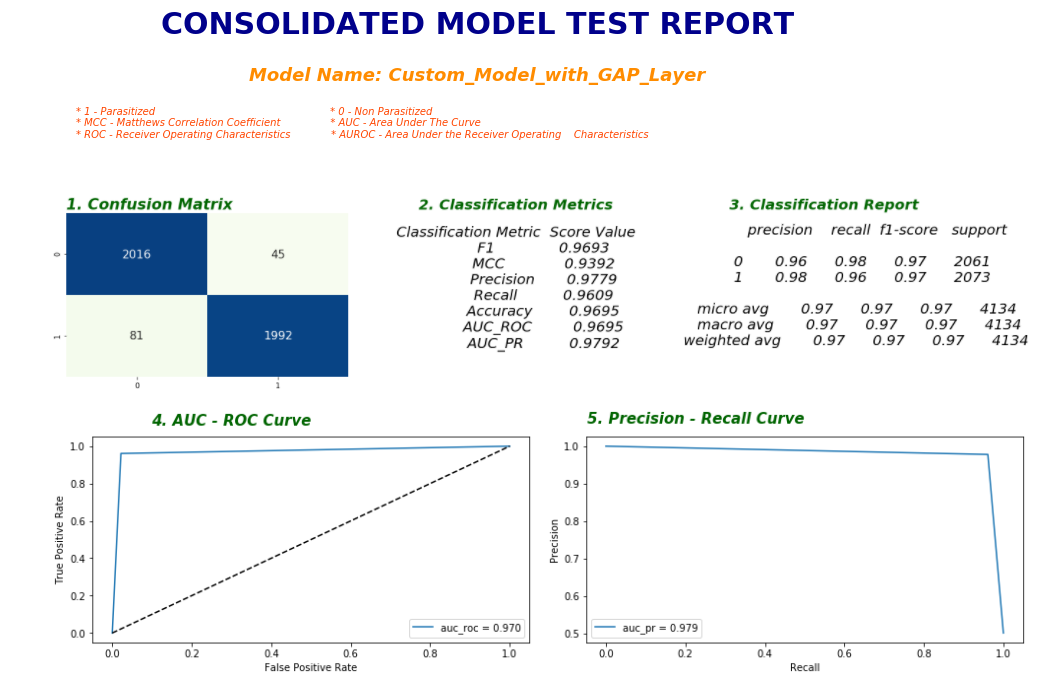 CONSOLIDATED MODEL TEST REPORT
Model Name: Custom_Model_with_GAP_Layer
* 1 - Parasitized * 0 - Non Parasitized
* MCC - Matthews Correlation Coefficient * AUC - Area Under The Curve
* ROC - Receiver Operating Characteristics * AUROC - Area Under the Receiver Operating Characteristics
1. Confusion Matrix
0 2016 45
1 81 1992
0 1
2. Classification Metrics
Classification Metric Score Value
F1 0.9693
MCC 0.9392
Precision 0.9779
Recall 0.9609
Accuracy 0.9695
AUC_ROC 0.9695
AUC_PR 0.9792
3. Classification Report
precision recall f1-score support
0 0.96 0.98 0.97 2061
1 0.98 0.96 0.97 2073
micro avg 0.97 0.97 0.97 4134
macro avg 0.97 0.97 0.97 4134
weighted avg 0.97 0.97 0.97 4134
4. AUC - ROC Curve
True Positive Rate
1.0
0.8
0.6
0.4
0.2
0.0
auc_roc = 0.970
0.0 0.2 0.4 0.6 0.8 1.0
False Positive Rate
5. Precision - Recall Curve
Precision
1.0
0.9
0.8
0.7
0.6
0.5
auc_pr = 0.979
0.0 0.2 0.4 0.6 0.8 1.0
Recall